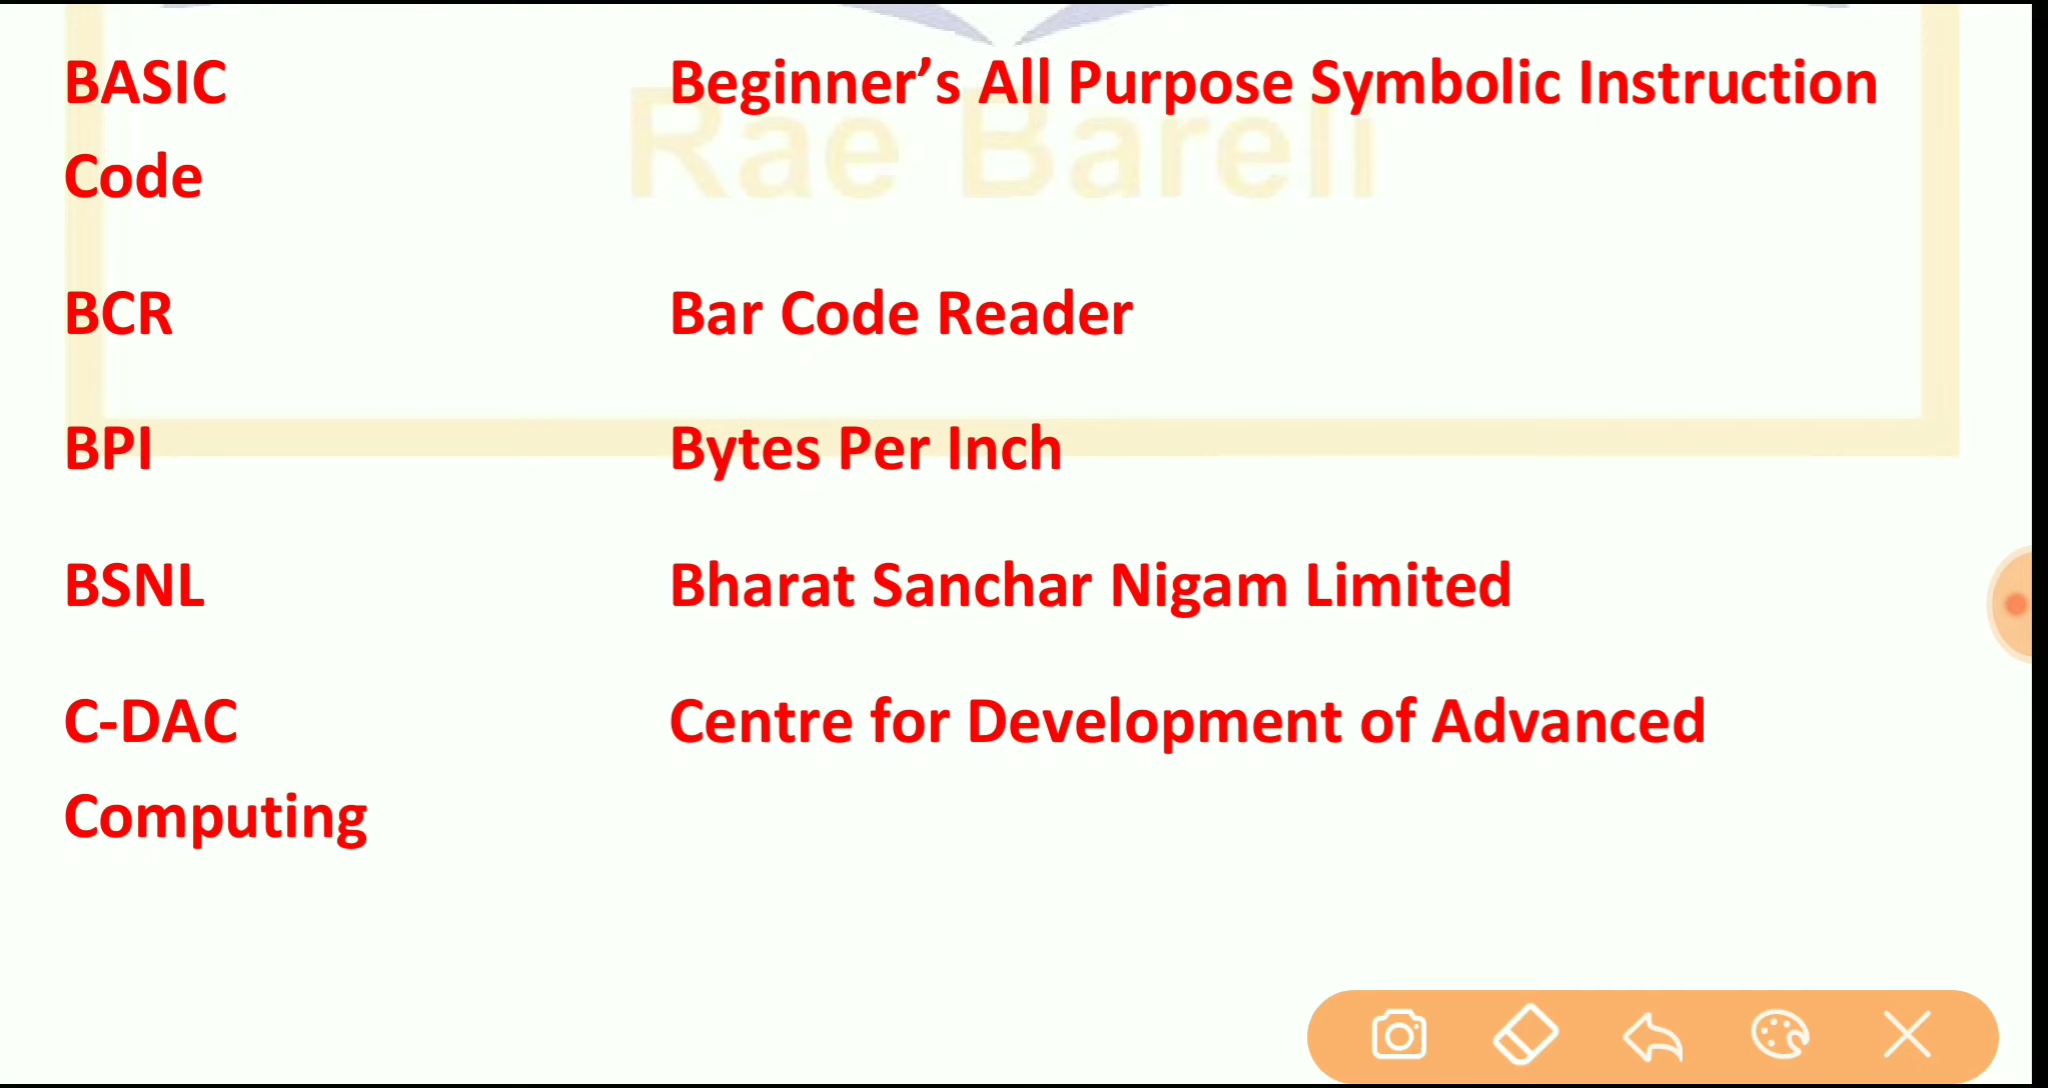 BASIC Beginner’s All Purpose Symbolic Instruction
Code
Rae Bareli
BCR Bar Code Reader
BPI Bytes Per Inch
BSNL Bharat Sanchar Nigam Limited
C-DAC Centre for Development of Advanced
Computing